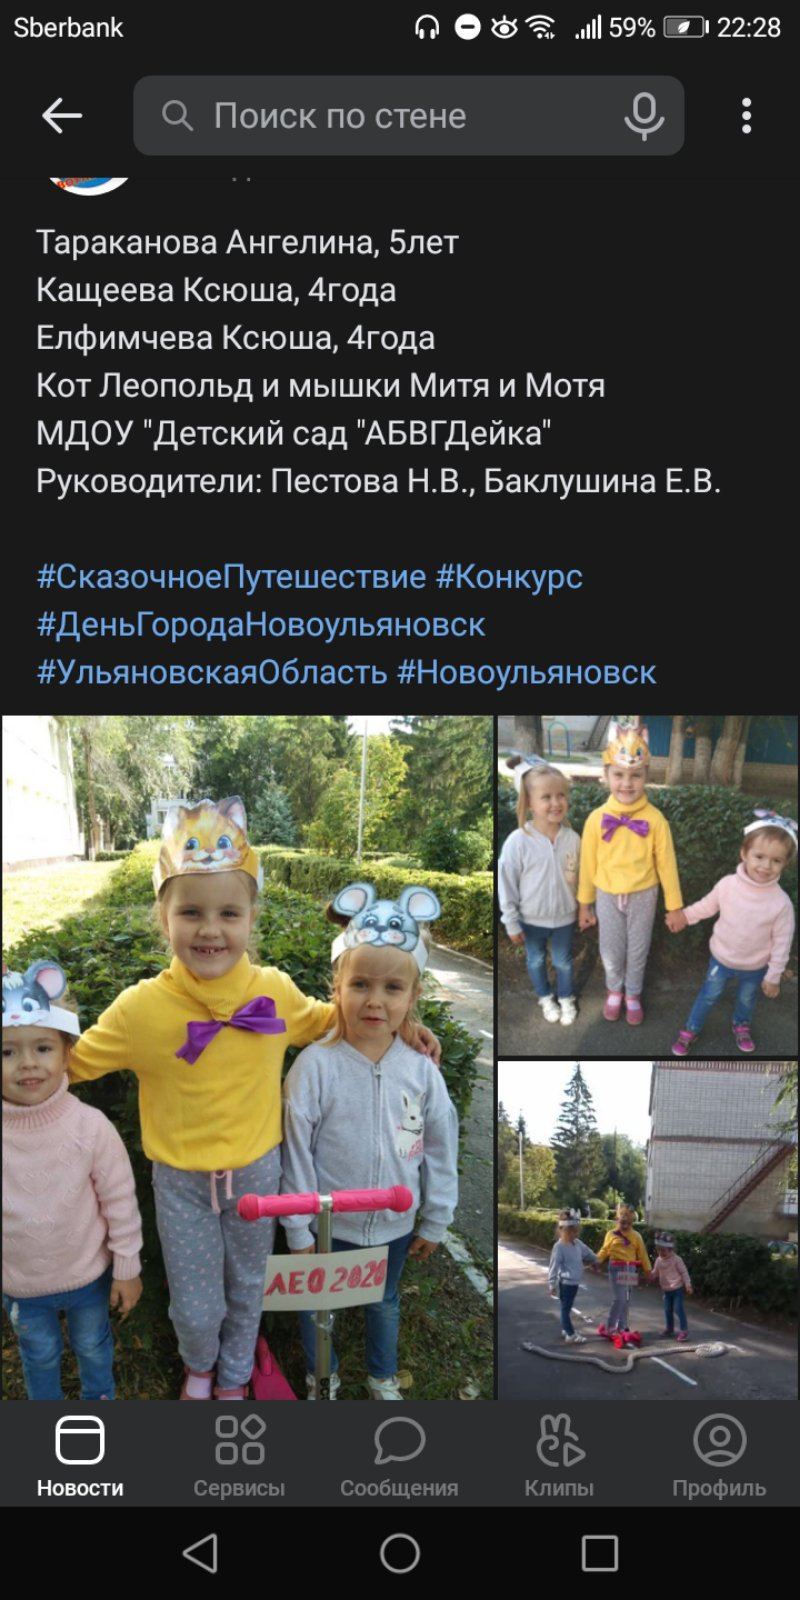 Sberbank 59% 22:28
Поиск по стене
Тараканова Ангелина, 5лет
Кащеева Ксюша, 4года
Елфимчева Ксюша, 4года
Кот Леопольд и мышки Митя и Мотя
МДОУ "Детский сад "АБВГДейка"
Руководители: Пестова Н.В., Баклушина Е.В.
#СказочноеПутешествие #Конкурс
#ДеньГородаНовоульяновск
#УльяновскаяОбласть #Новоульяновск
ЛЕО 2020
Новости Сервисы Сообщения Клипы Профиль